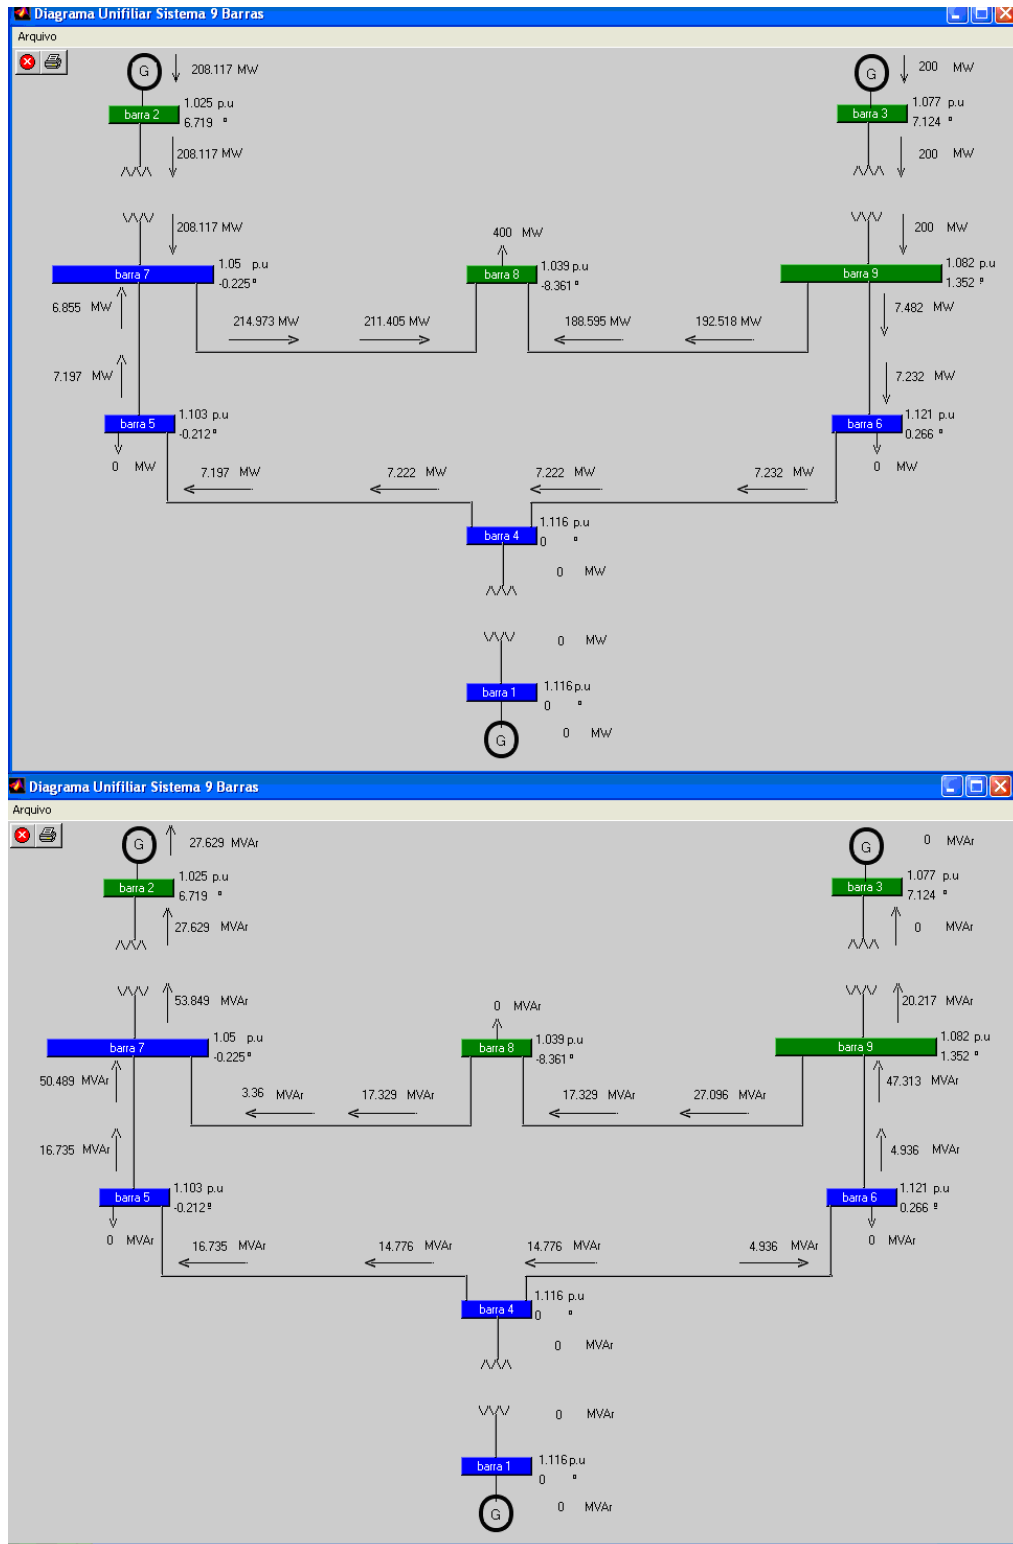 Diagrama Unifiliar Sistema 9 Barras
Arquivo
G 208.117 MW
G 200 MW
barra 2 1.025 p.u
6.719 º
barra 3 1.077 p.u
7.124 º
208.117 MW
200 MW
208.117 MW
200 MW
400 MW
barra 7 1.05 p.u
-0.225 º
barra 8 1.039 p.u
-8.361 º
barra 9 1.082 p.u
1.352 º
6.855 MW
214.973 MW 211.405 MW 188.595 MW 192.518 MW
7.482 MW
7.197 MW
7.232 MW
barra 5 1.103 p.u
-0.212 º
barra 6 1.121 p.u
0.266 º
0 MW
0 MW
7.197 MW 7.222 MW 7.222 MW 7.232 MW
barra 4 1.116 p.u
0 º
0 MW
0 MW
barra 1 1.116 p.u
0 º
G 0 MW
Diagrama Unifiliar Sistema 9 Barras
Arquivo
G 27.629 MVAr
G 0 MVAr
barra 2 1.025 p.u
6.719 º
barra 3 1.077 p.u
7.124 º
27.629 MVAr
0 MVAr
53.849 MVAr
20.217 MVAr
0 MVAr
barra 7 1.05 p.u
-0.225 º
barra 8 1.039 p.u
-8.361 º
barra 9 1.082 p.u
1.352 º
50.489 MVAr
47.313 MVAr
3.36 MVAr 17.329 MVAr 17.329 MVAr 27.096 MVAr
16.735 MVAr
4.936 MVAr
barra 5 1.103 p.u
-0.212 º
barra 6 1.121 p.u
0.266 º
0 MVAr
0 MVAr
16.735 MVAr 14.776 MVAr 14.776 MVAr 4.936 MVAr
barra 4 1.116 p.u
0 º
0 MVAr
0 MVAr
barra 1 1.116 p.u
0 º
G 0 MVAr